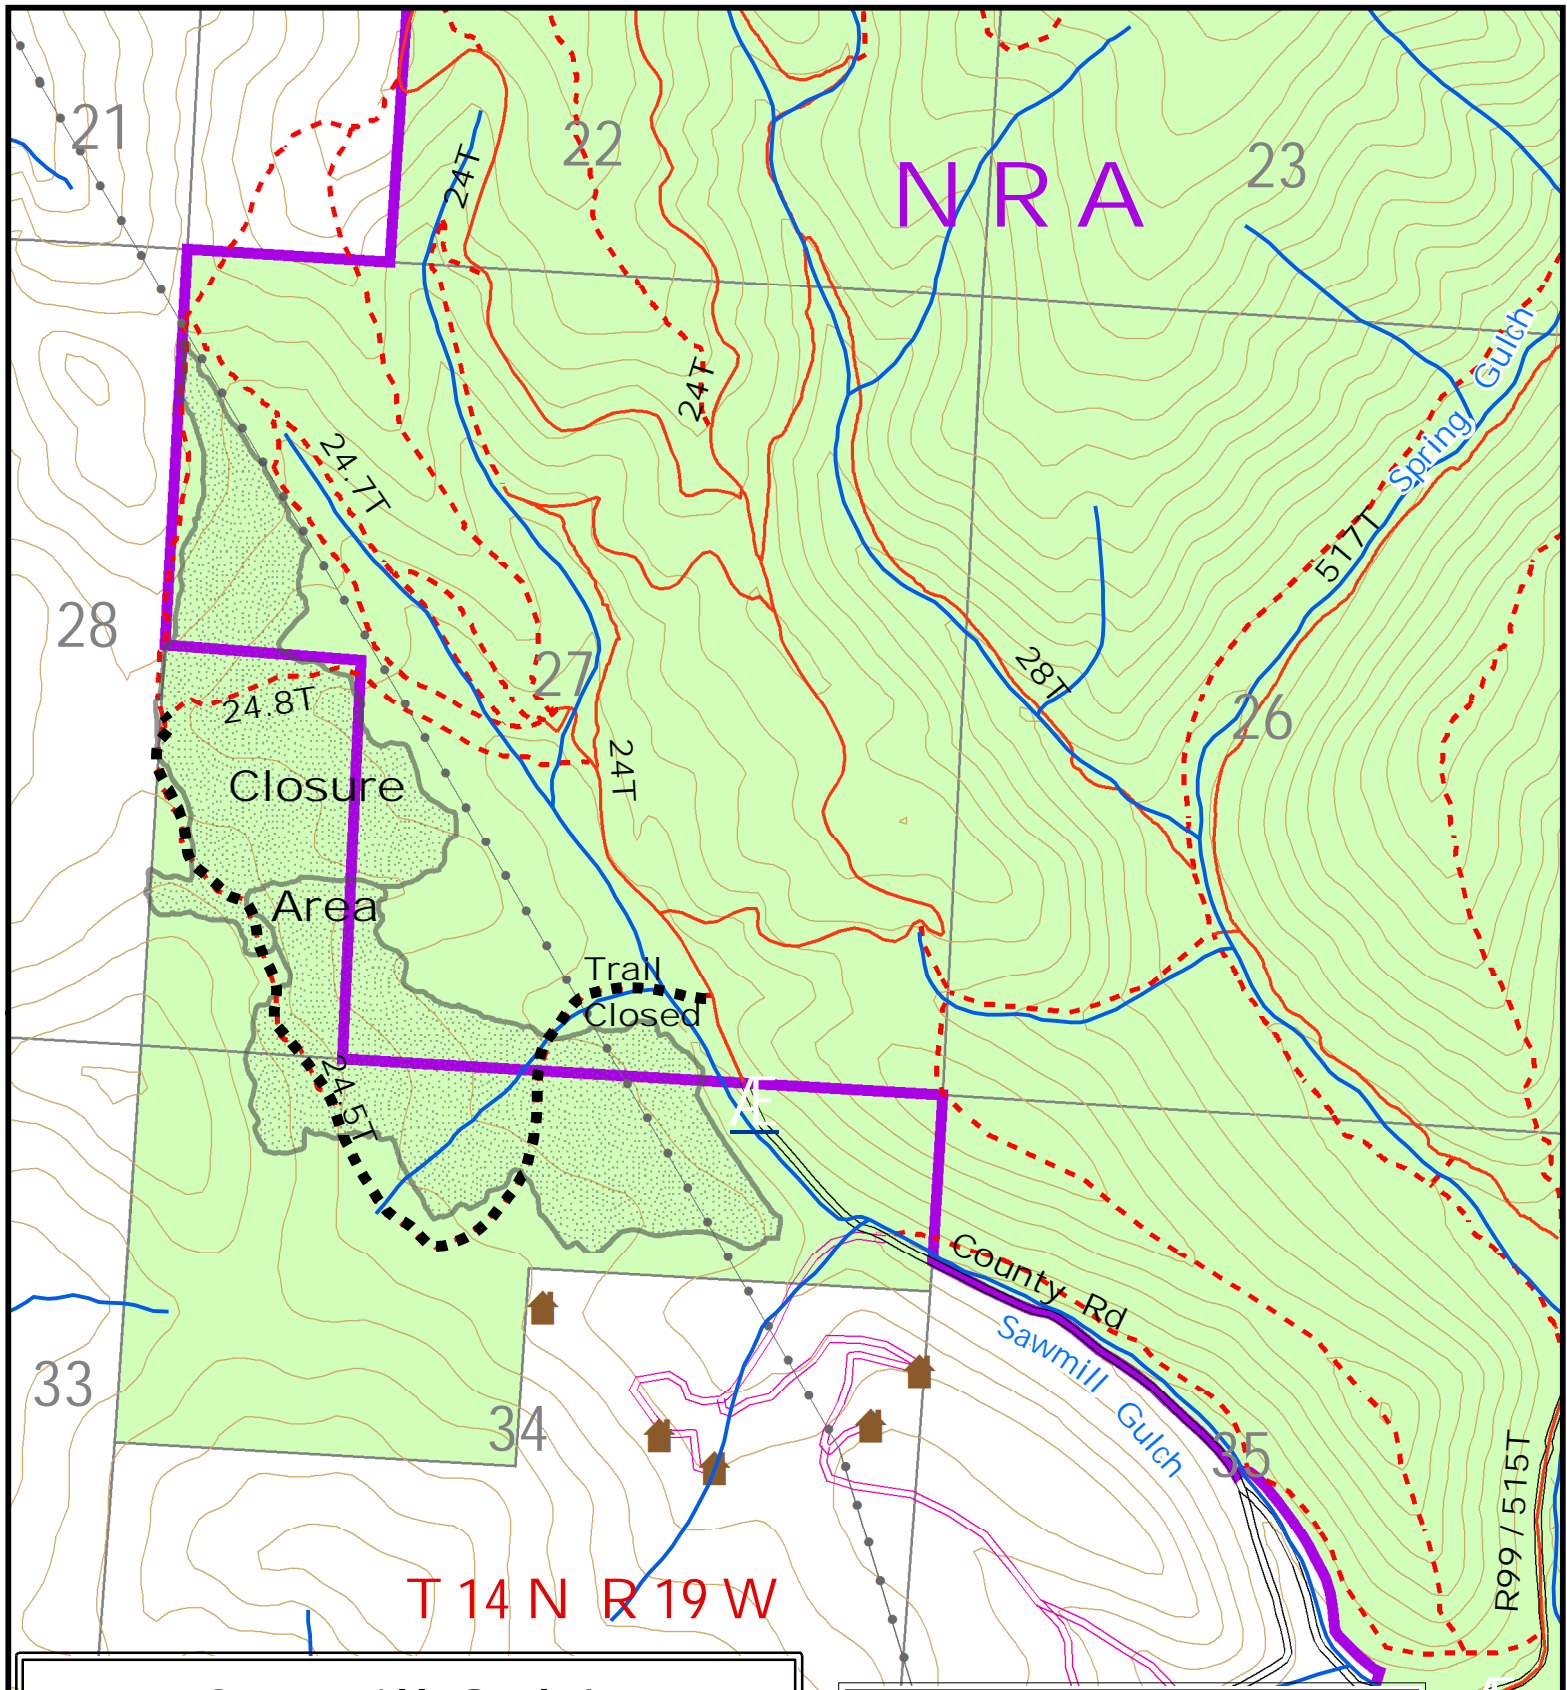 21
22
23
N R A
24T
24T
Spring Gulch
24.7T
517T
28
27
28T
26
24.8T
24T
Closure
Area
Trail
Closed
24.5T
Æ
County Rd
Sawmill Gulch
33
34
35
R99 / 515T
T 14 N R 19 W